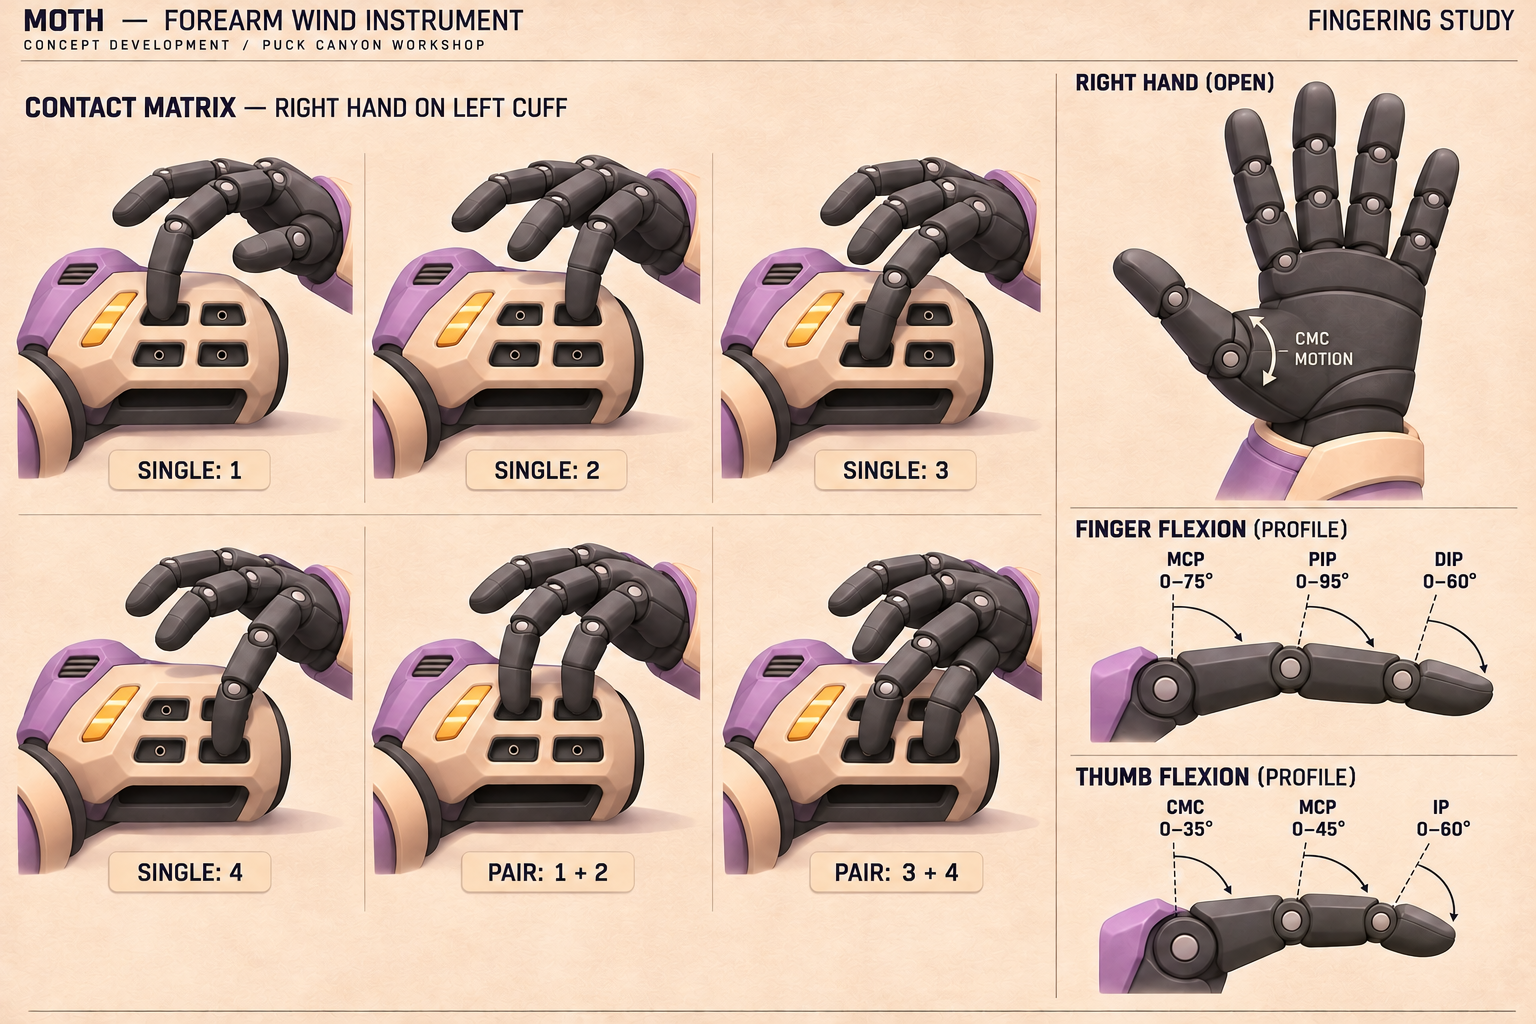 MOTH — FOREARM WIND INSTRUMENT
CONCEPT DEVELOPMENT / PUCK CANYON WORKSHOP
FINGERING STUDY
CONTACT MATRIX — RIGHT HAND ON LEFT CUFF
SINGLE: 1
SINGLE: 2
SINGLE: 3
SINGLE: 4
PAIR: 1 + 2
PAIR: 3 + 4
RIGHT HAND (OPEN)
CMC
MOTION
FINGER FLEXION (PROFILE)
MCP
0–75°
PIP
0–95°
DIP
0–60°
THUMB FLEXION (PROFILE)
CMC
0–35°
MCP
0–45°
IP
0–60°